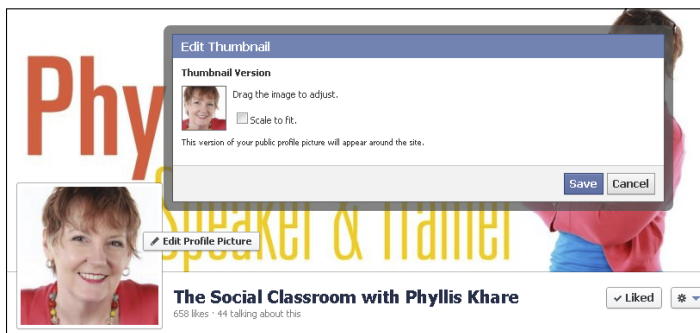 Edit Thumbnail
Phy
Thumbnail Version
Drag the image to adjust.
Scale to fit.
This version of your public profile picture will appear around the site.
Save Cancel
Speaker & Trainer
Edit Profile Picture
The Social Classroom with Phyllis Khare
Liked
658 likes · 44 talking about this